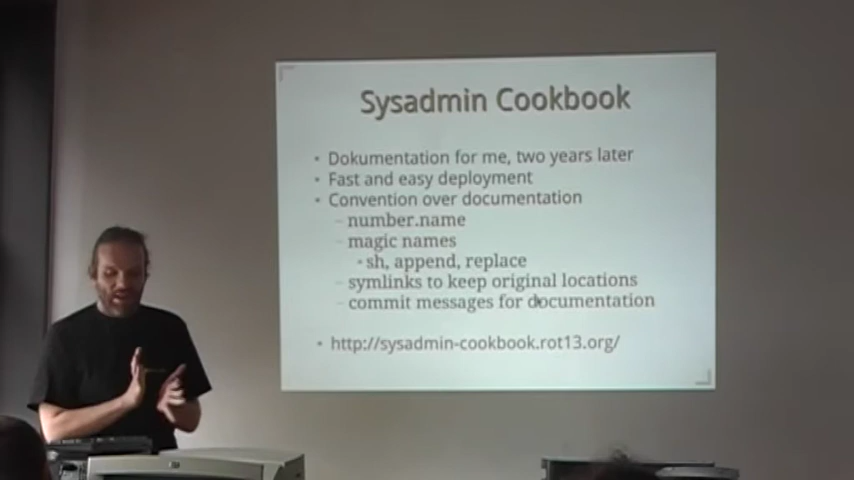 Sysadmin Cookbook
• Dokumentation for me, two years later
• Fast and easy deployment
• Convention over documentation
– number.name
– magic names
• sh, append, replace
– symlinks to keep original locations
– commit messages for documentation
• http://sysadmin-cookbook.rot13.org/